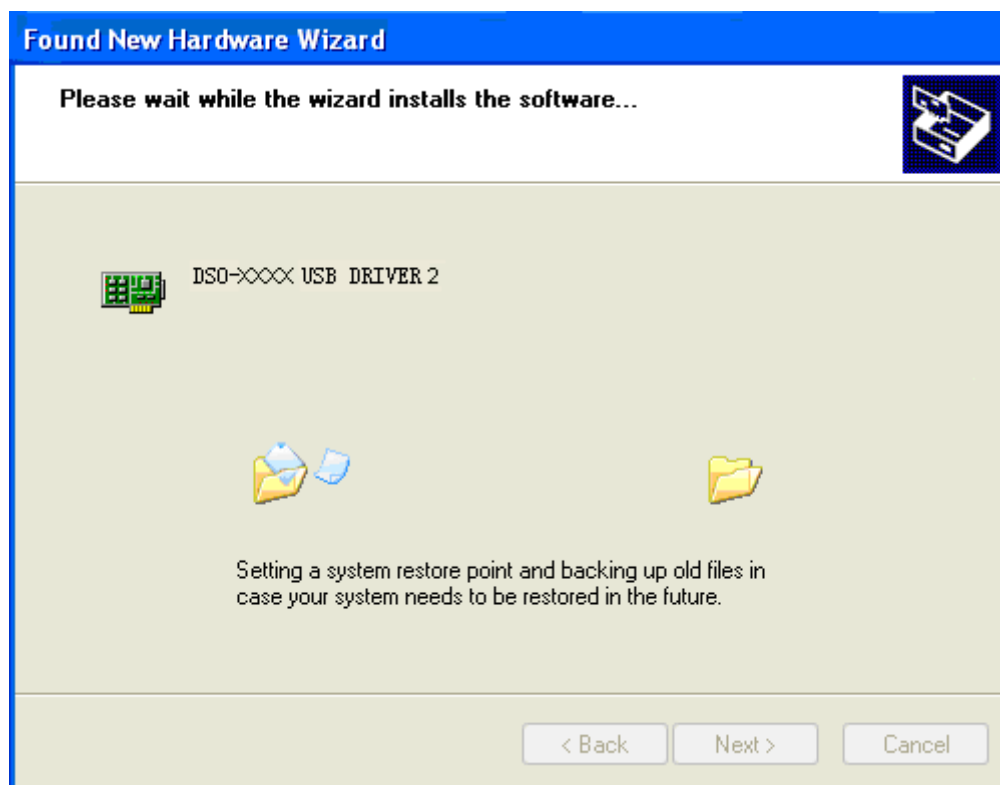 Found New Hardware Wizard
Please wait while the wizard installs the software...
DSO-XXXX USB DRIVER 2
Setting a system restore point and backing up old files in
case your system needs to be restored in the future.
< Back Next > Cancel